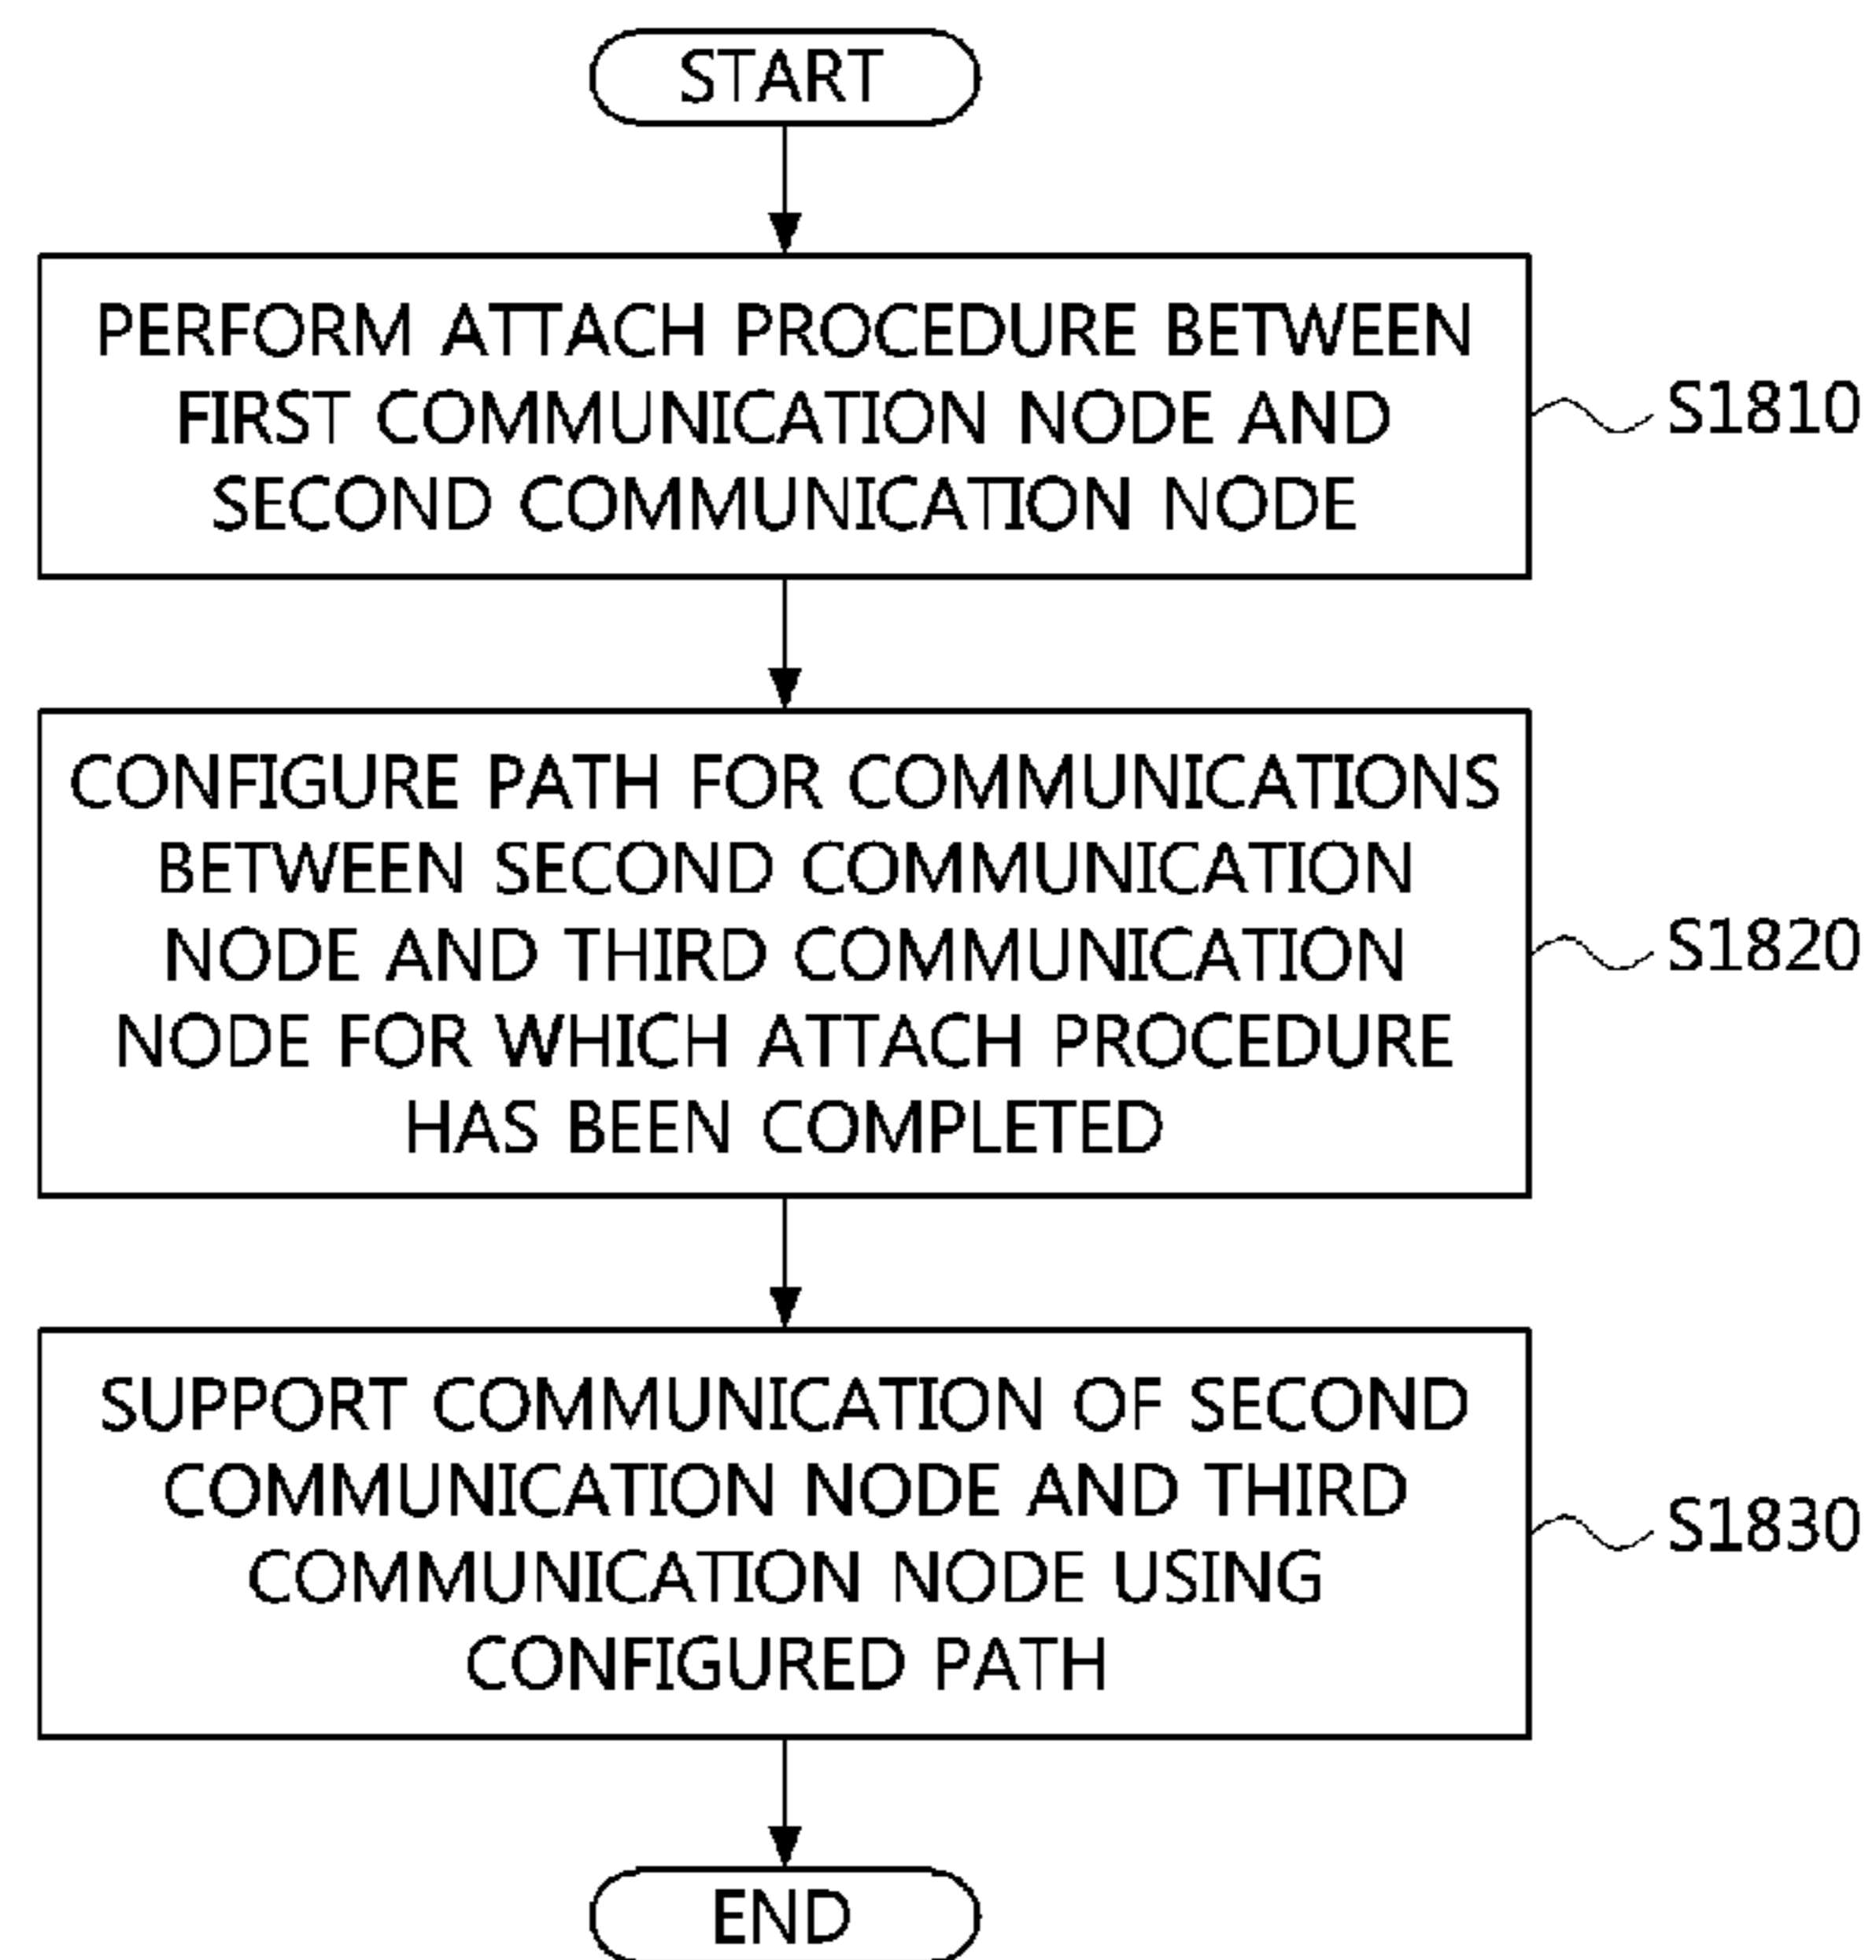 START
PERFORM ATTACH PROCEDURE BETWEEN
FIRST COMMUNICATION NODE AND
SECOND COMMUNICATION NODE
S1810
CONFIGURE PATH FOR COMMUNICATIONS
BETWEEN SECOND COMMUNICATION
NODE AND THIRD COMMUNICATION
NODE FOR WHICH ATTACH PROCEDURE
HAS BEEN COMPLETED
S1820
SUPPORT COMMUNICATION OF SECOND
COMMUNICATION NODE AND THIRD
COMMUNICATION NODE USING
CONFIGURED PATH
S1830
END